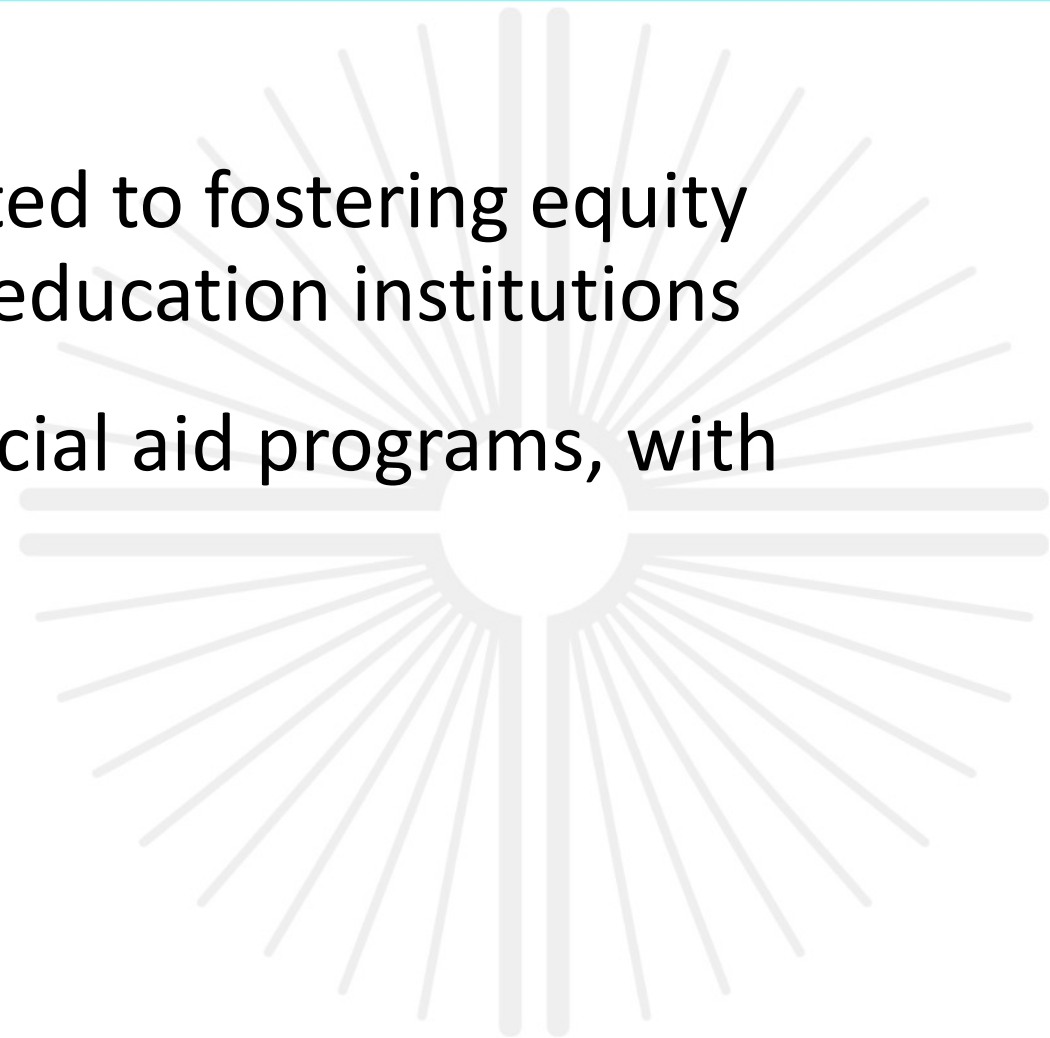 ted to fostering equity
education institutions
cial aid programs, with